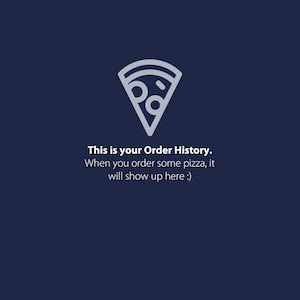 This is your Order History.
When you order some pizza, it
will show up here :)